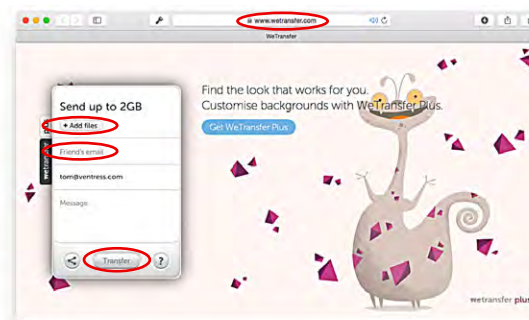 www.wetransfer.com
WeTransfer
Find the look that works for you.
Customise backgrounds with WeTransfer Plus.
Get WeTransfer Plus
Send up to 2GB
+ Add files
Friend's email
tom@ventress.com
Message
Transfer
?
wetransfer
wetransfer plus